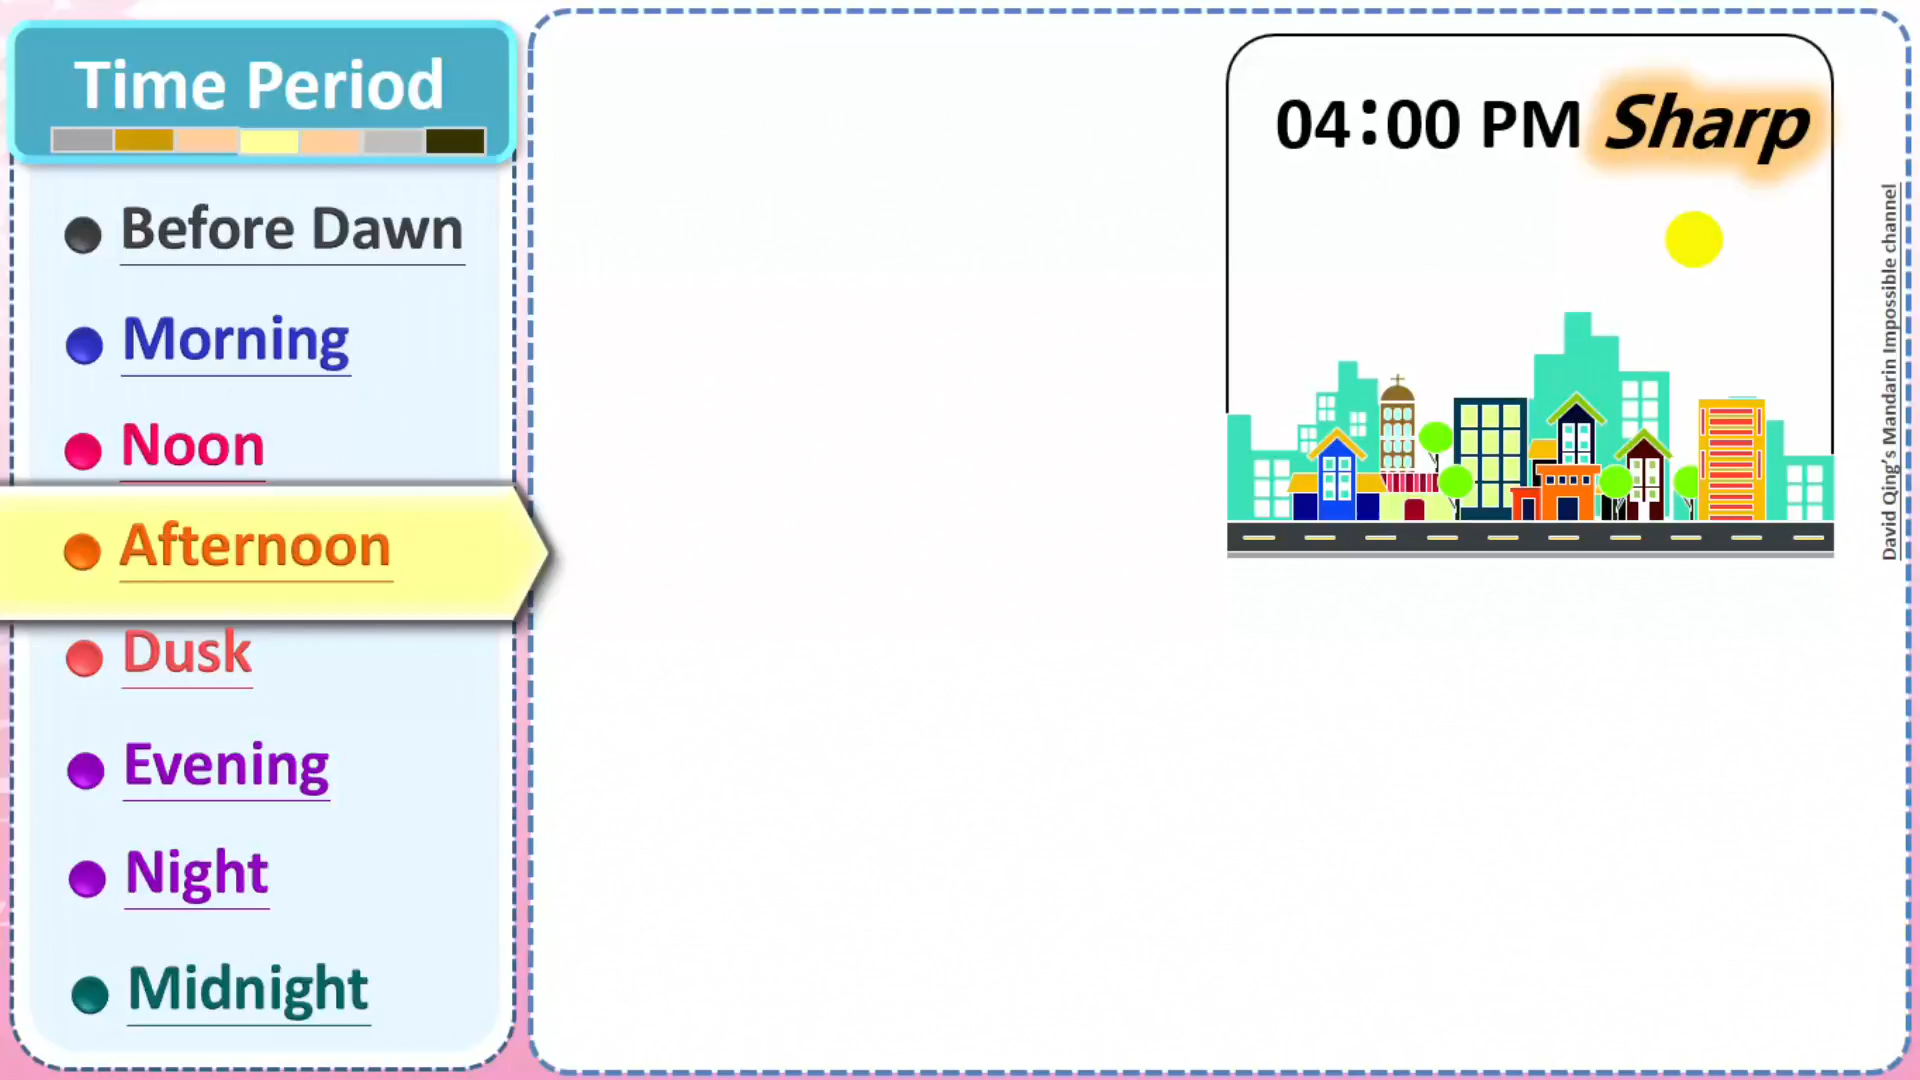 Time Period
Before Dawn
Morning
Noon
Afternoon
Dusk
Evening
Night
Midnight
04:00 PM Sharp
David Qing's Mandarin Impossible channel